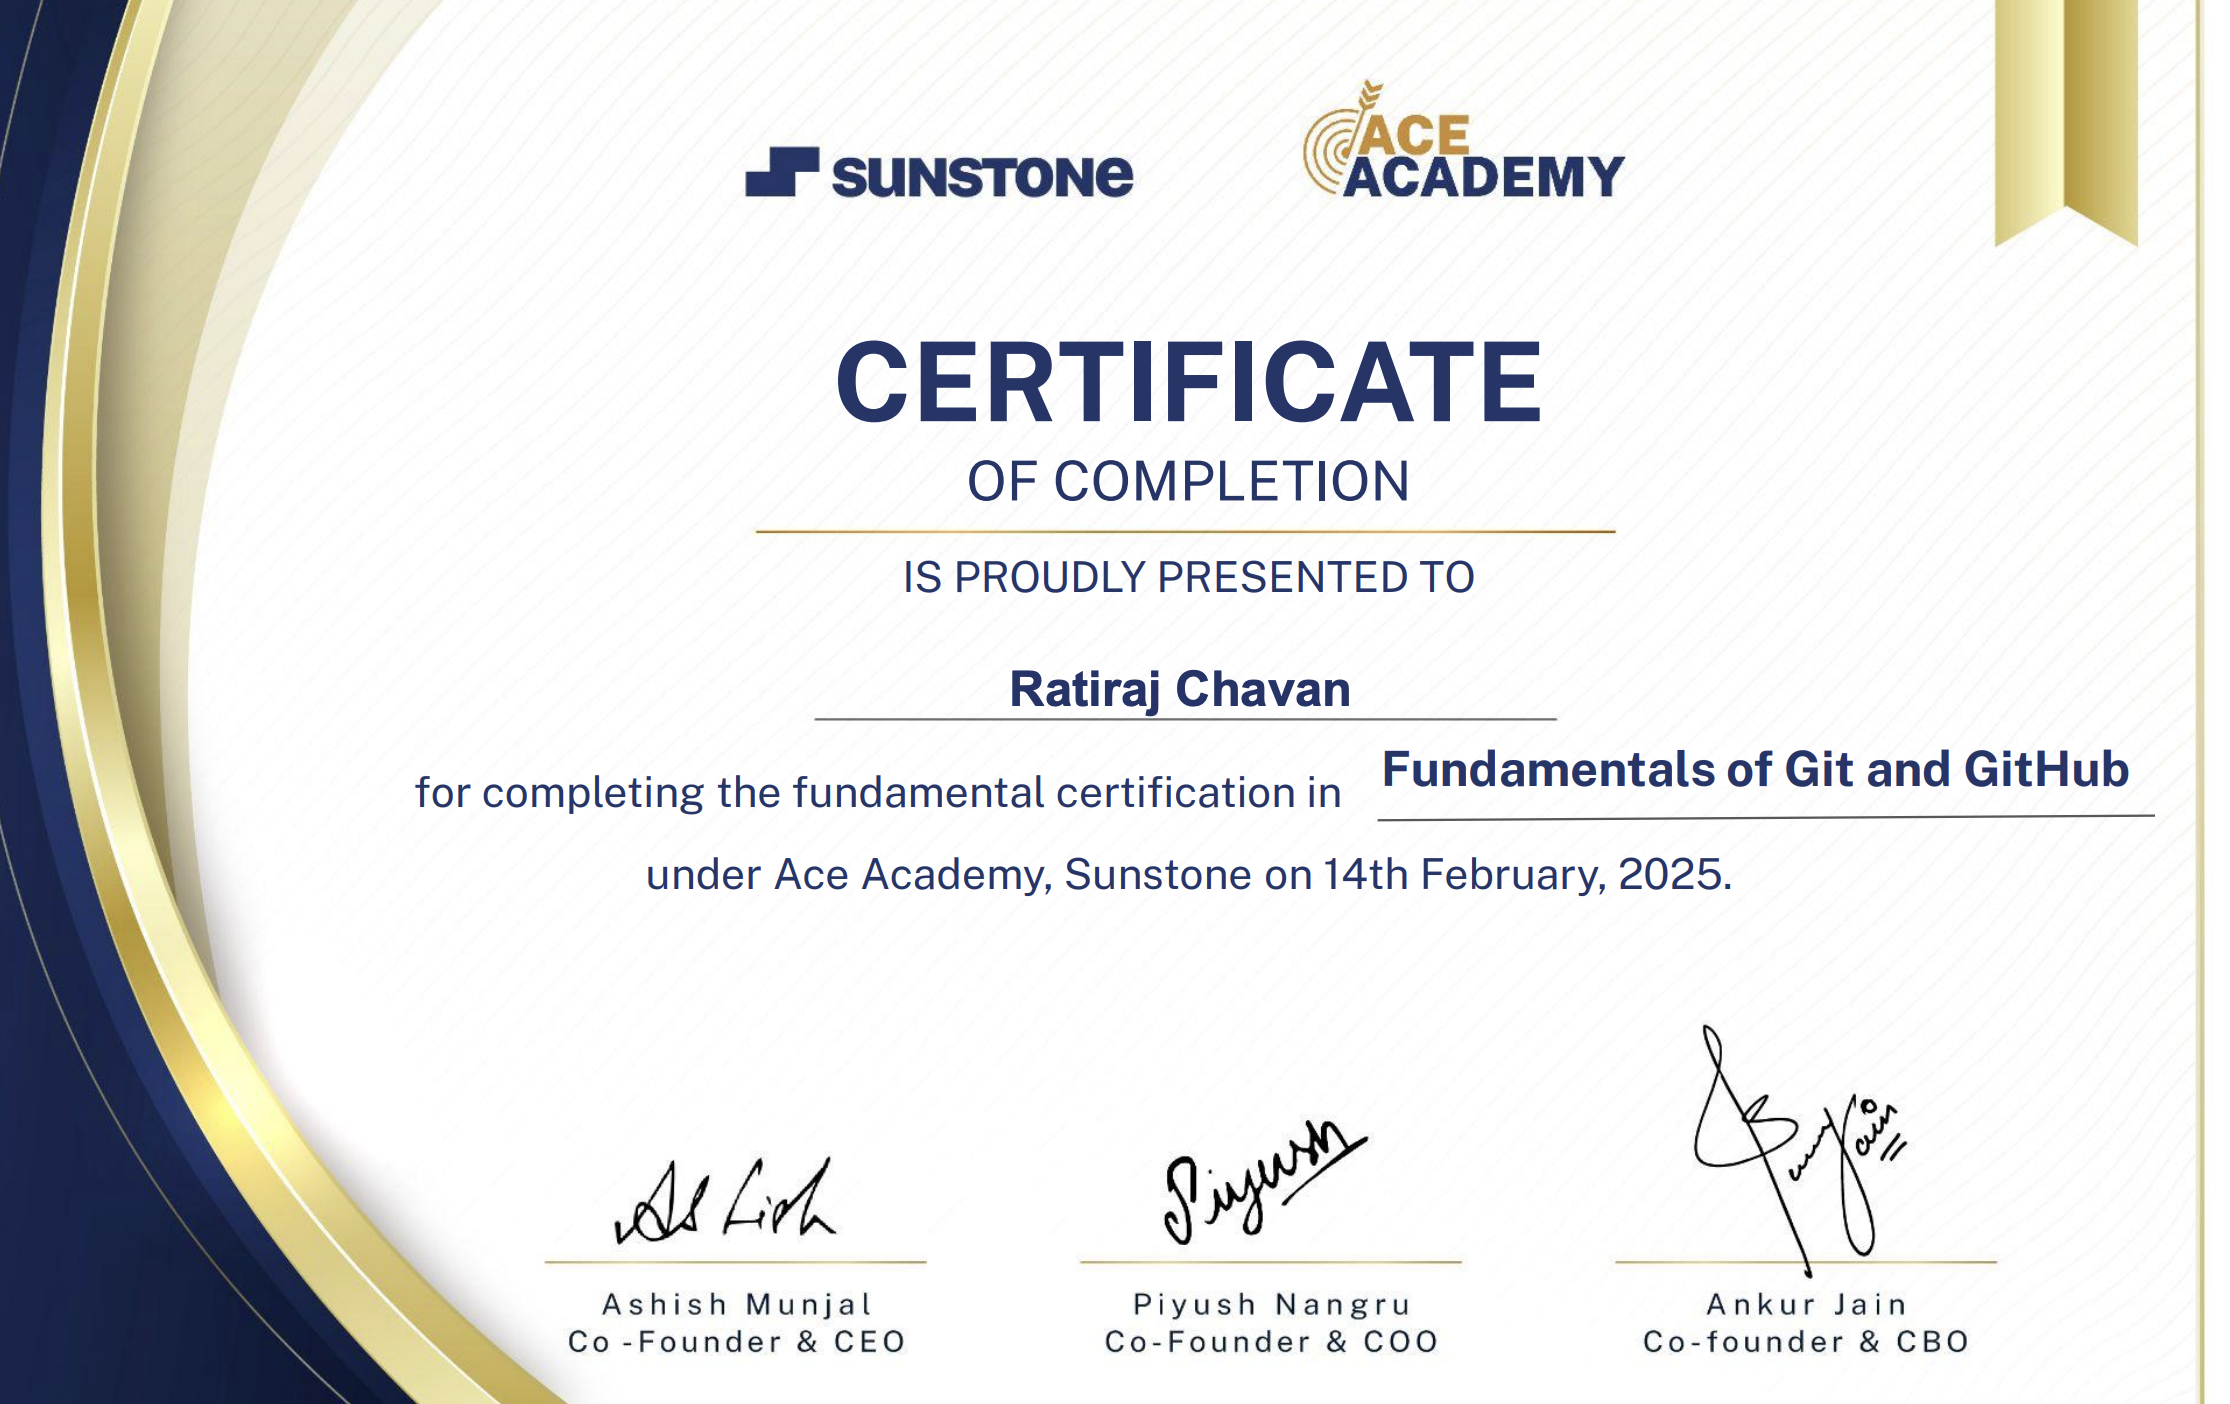 SUNSTONE
ACE
ACADEMY
CERTIFICATE
OF COMPLETION
IS PROUDLY PRESENTED TO
Ratiraj Chavan
for completing the fundamental certification in Fundamentals of Git and GitHub
under Ace Academy, Sunstone on 14th February, 2025.
Piyush
Ashish Munjal
Co -Founder & CEO
Piyush Nangru
Co-Founder & COO
Ankur Jain
Co-founder & CBO